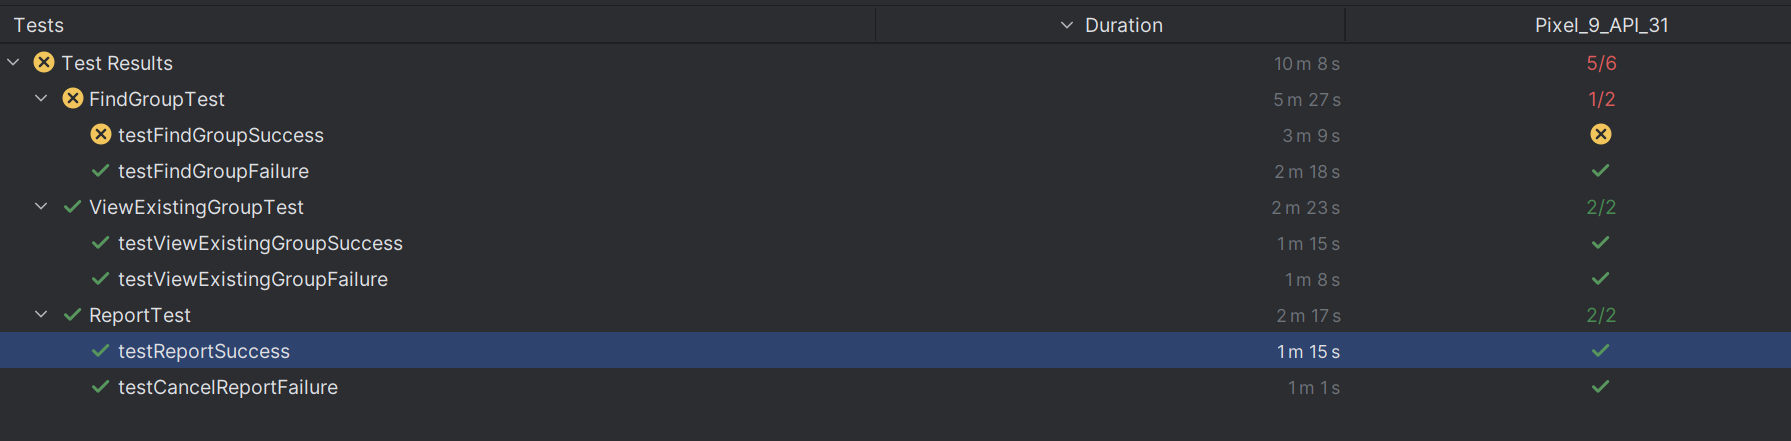 Tests Duration Pixel_9_API_31
Test Results 10 m 8 s 5/6
FindGroupTest 5 m 27 s 1/2
testFindGroupSuccess 3 m 9 s
testFindGroupFailure 2 m 18 s
ViewExistingGroupTest 2 m 23 s 2/2
testViewExistingGroupSuccess 1 m 15 s
testViewExistingGroupFailure 1 m 8 s
ReportTest 2 m 17 s 2/2
testReportSuccess 1 m 15 s
testCancelReportFailure 1 m 1 s